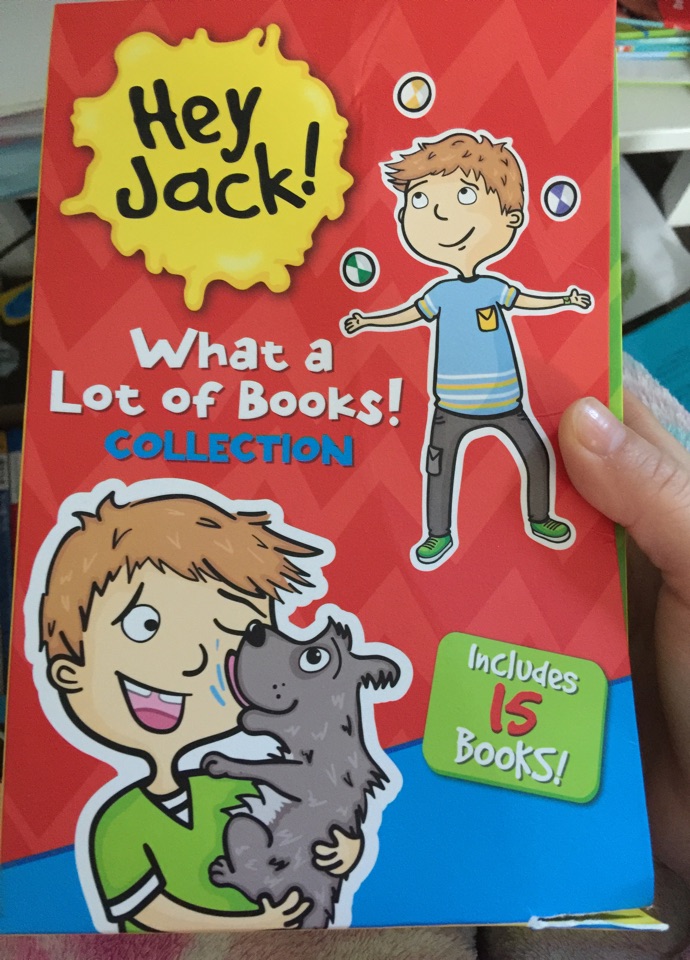 Hey
Jack!
What a
Lot of Books!
COLLECTION
Includes
15
BOOKS!